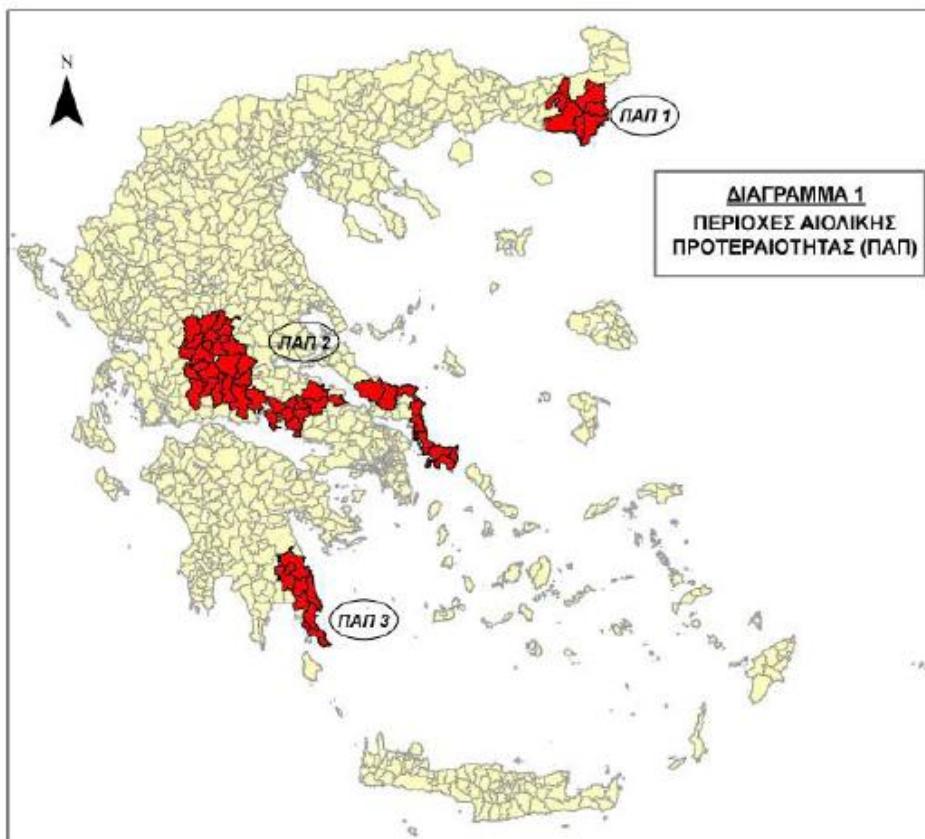 N
ΠΑΠ 1
ΔΙΑΓΡΑΜΜΑ 1
ΠΕΡΙΟΧΕΣ ΑΙΟΛΙΚΗΣ
ΠΡΟΤΕΡΑΙΟΤΗΤΑΣ (ΠΑΠ)
ΠΑΠ 2
ΠΑΠ 3